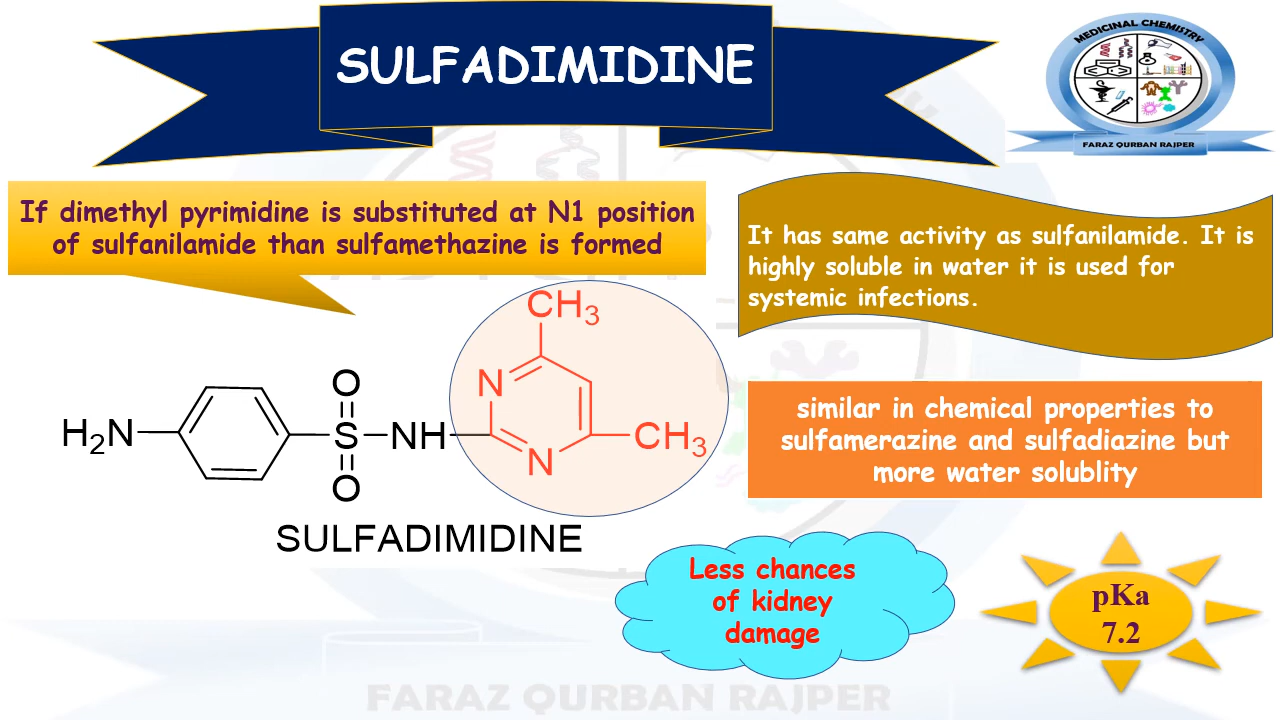 SULFADIMIDINE
MEDICINAL CHEMISTRY
FARAZ QURBAN RAJPER
If dimethyl pyrimidine is substituted at N1 position
of sulfanilamide than sulfamethazine is formed
It has same activity as sulfanilamide. It is
highly soluble in water it is used for
systemic infections.
CH3
N
O
H2N
S
NH
CH3
N
O
SULFADIMIDINE
similar in chemical properties to
sulfamerazine and sulfadiazine but
more water solublity
Less chances
of kidney
damage
pKa
7.2
FARAZ QURBAN RAJPER